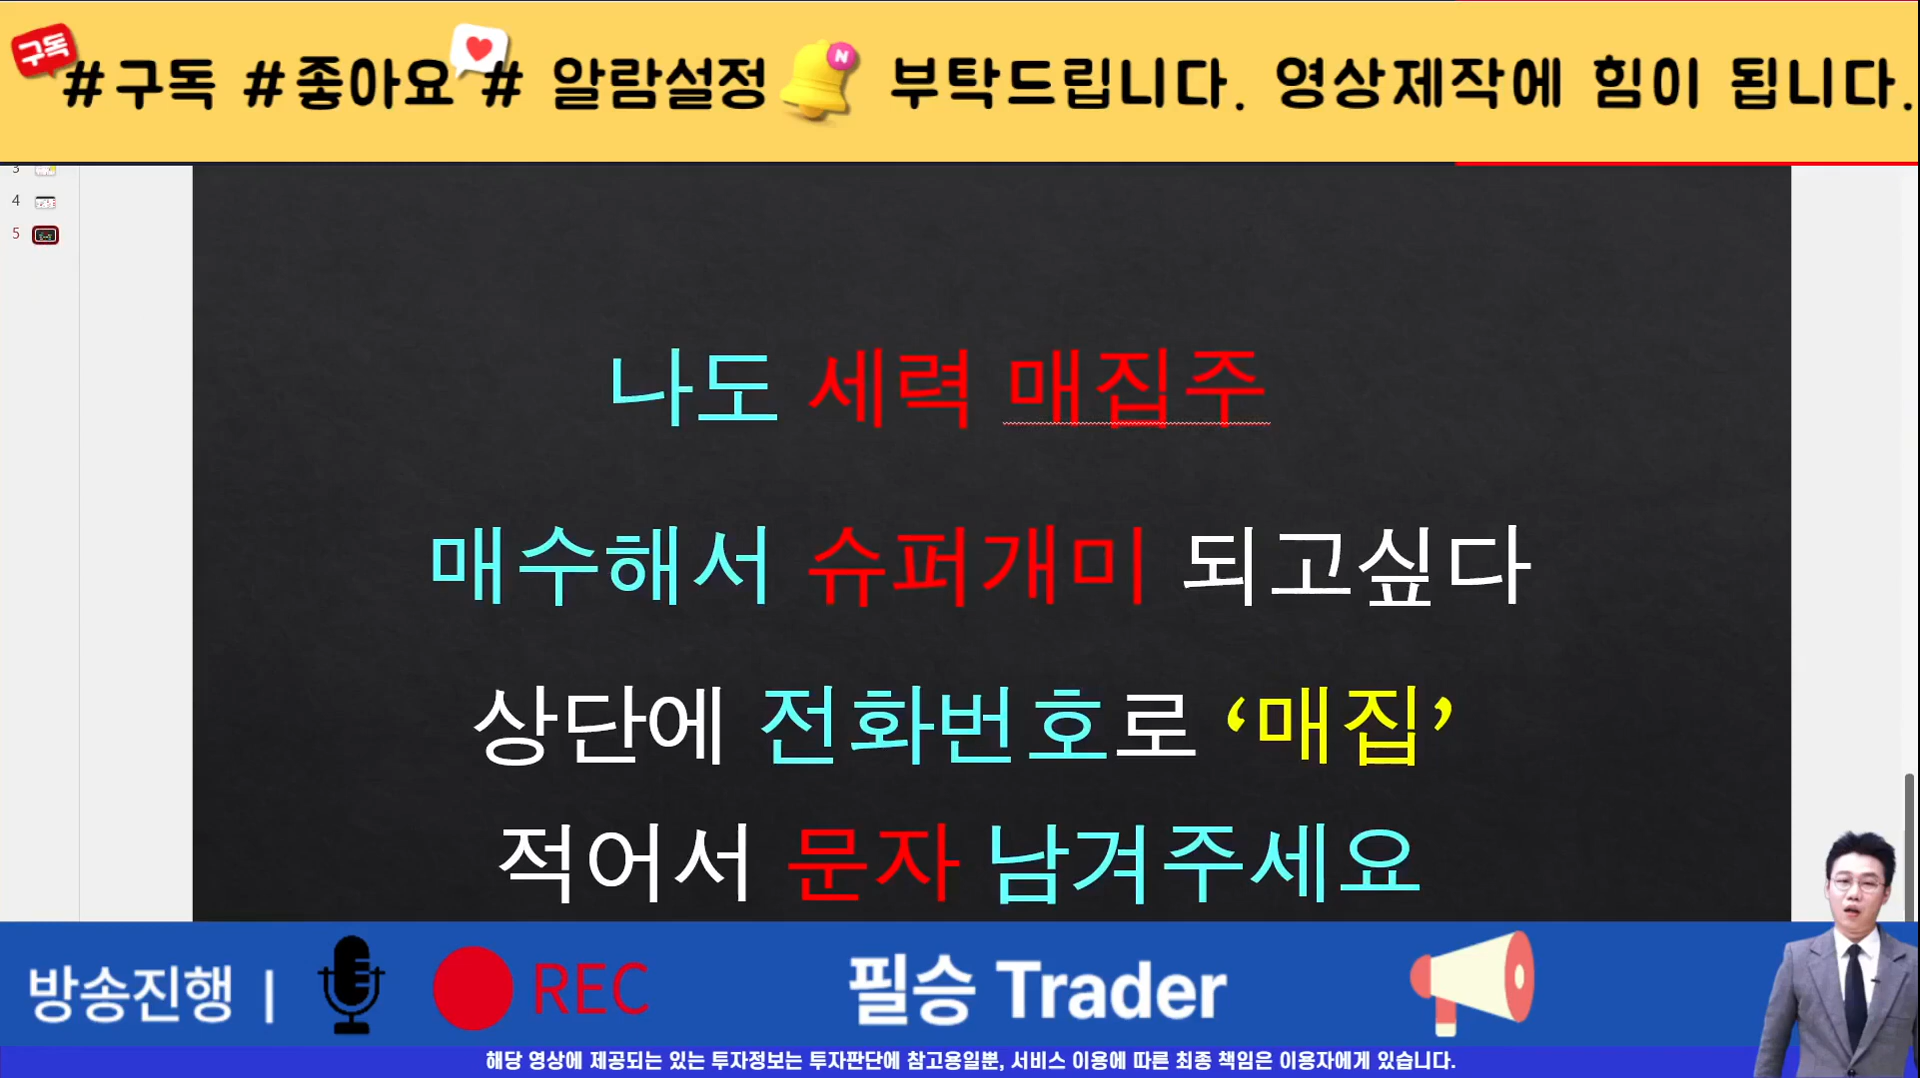 구독
#구독 #좋아요 # 알람설정 N 부탁드립니다. 영상제작에 힘이 됩니다.
3
4
5
나도 세력 매집주
매수해서 슈퍼개미 되고싶다
상단에 전화번호로 ‘매집’
적어서 문자 남겨주세요
방송진행 | REC 필승 Trader
해당 영상에 제공되는 있는 투자정보는 투자판단에 참고용일뿐, 서비스 이용에 따른 최종 책임은 이용자에게 있습니다.